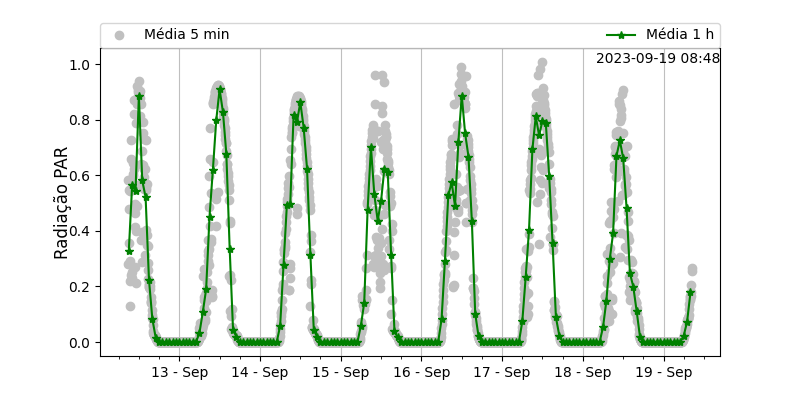 Média 5 min
Média 1 h
2023-09-19 08:48
Radiação PAR
1.0
0.8
0.6
0.4
0.2
0.0
13 - Sep
14 - Sep
15 - Sep
16 - Sep
17 - Sep
18 - Sep
19 - Sep